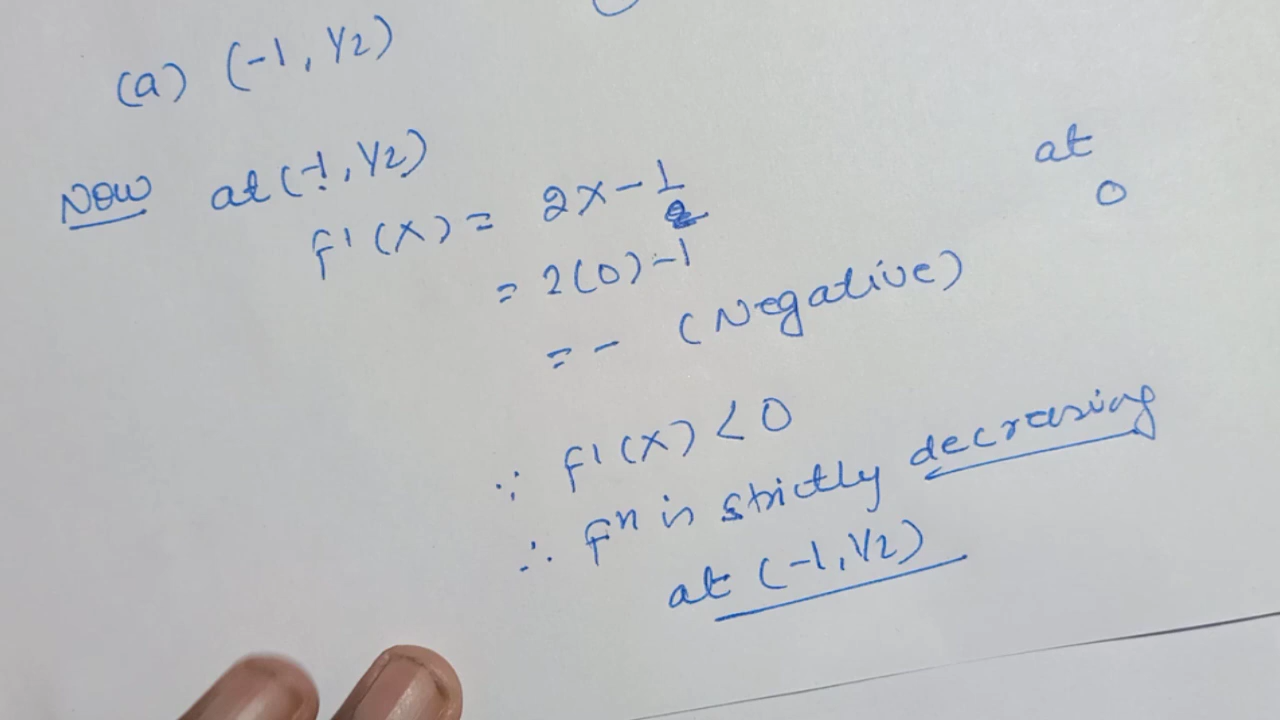 (a) (-1, 1/2)
Now at (-1, 1/2)
at
0
f'(x) = 2x - 1
= 2(0) - 1
= - (Negative)
∵ f'(x) < 0
∴ fn is strictly decreasing
at (-1, 1/2)